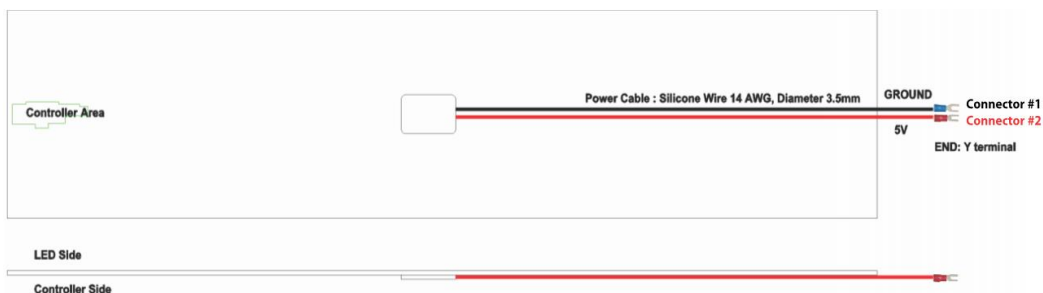 Power Cable : Silicone Wire 14 AWG, Diameter 3.5mm
GROUND
Connector #1
Controller Area
Connector #2
5V
END: Y terminal
LED Side
Controller Side